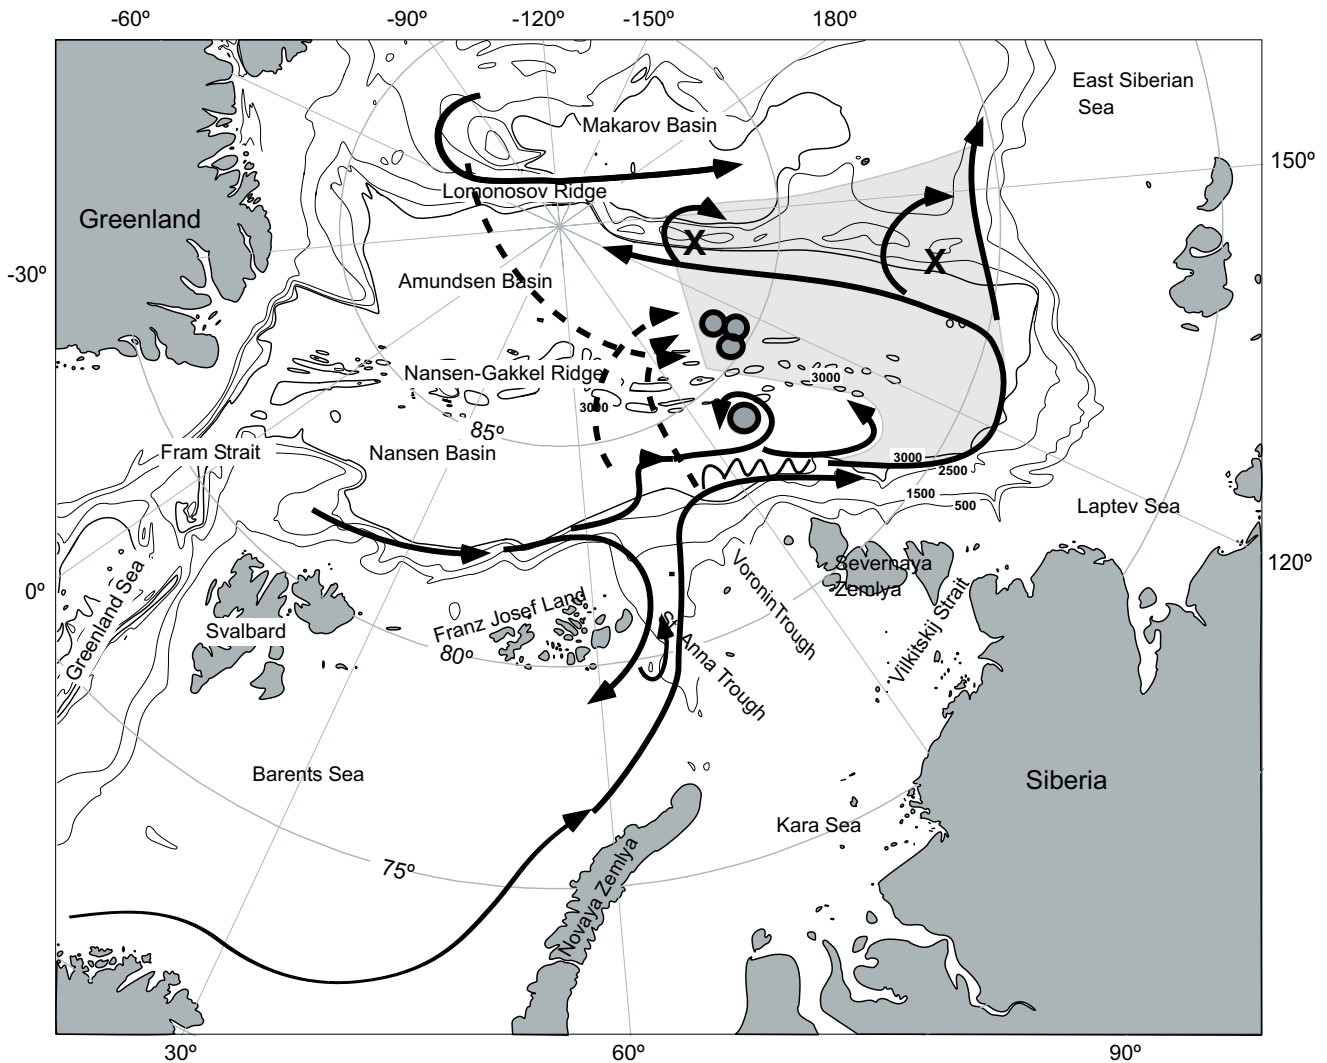 -60º
-90º
-120º
-150º
180º
East Siberian
Sea
Makarov Basin
150º
Lomonosov Ridge
Greenland
-30º
X
X
Amundsen Basin
Nansen-Gakkel Ridge
3000
3000
85º
Fram Strait
Nansen Basin
3000
2500
1500
500
Laptev Sea
120º
0º
Greenland Sea
Svalbard
Franz Josef Land
80º
St. Anna Trough
VoroninTrough
Severnaya
Zemlya
Vilkitskij Strait
Barents Sea
Siberia
Kara Sea
75º
Novaya Zemlya
30º
60º
90º